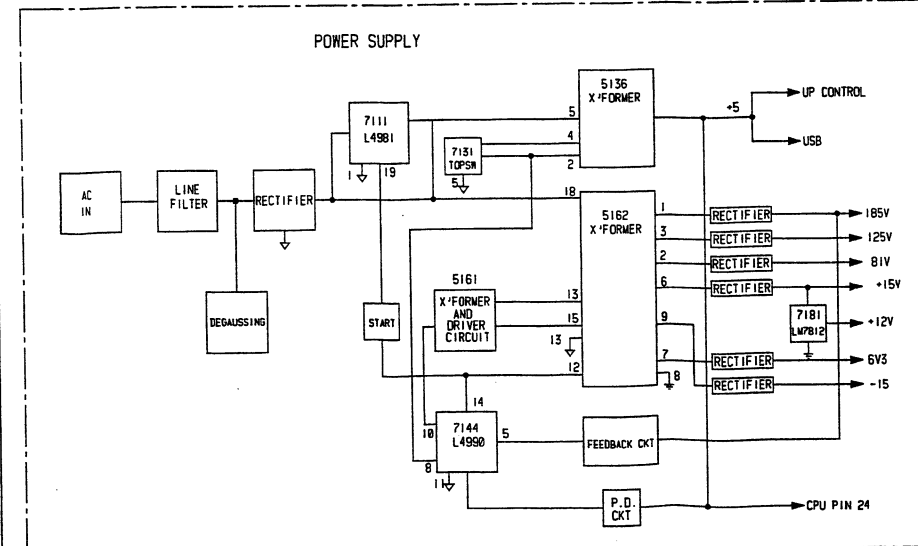 POWER SUPPLY
5136
X'FORMER
5
4
2
+5
UP CONTROL
USB
7111
L4981
1
19
7131
TOPSW
5
AC
IN
LINE
FILTER
RECTIFIER
DEGAUSSING
START
18
5162
X'FORMER
1
3
2
6
9
7
8
13
15
13
12
RECTIFIER
185V
RECTIFIER
125V
RECTIFIER
81V
RECTIFIER
+15V
7181
LM7812
+12V
RECTIFIER
6V3
RECTIFIER
-15
5161
X'FORMER
AND
DRIVER
CIRCUIT
14
10
7144
L4990
5
8
11
FEEDBACK CKT
P.D.
CKT
CPU PIN 24